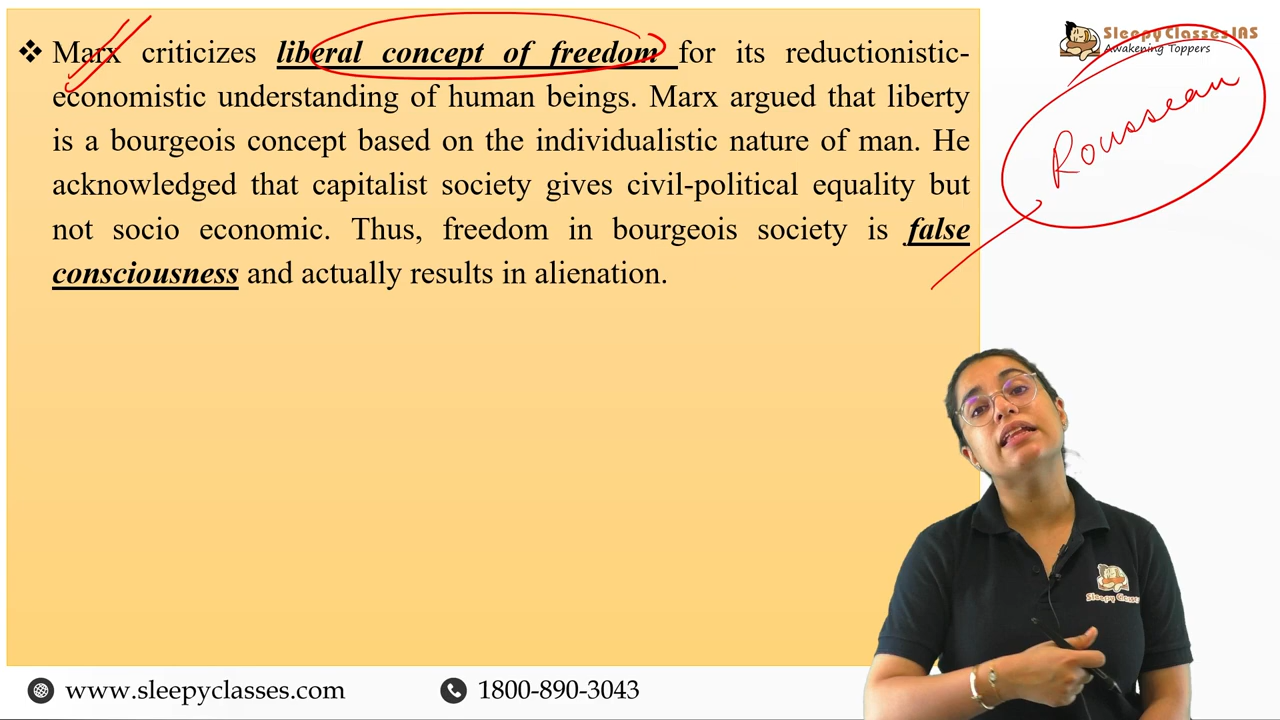 ❖ Marx criticizes liberal concept of freedom for its reductionistic-
economistic understanding of human beings. Marx argued that liberty
is a bourgeois concept based on the individualistic nature of man. He
acknowledged that capitalist society gives civil-political equality but
not socio economic. Thus, freedom in bourgeois society is false
consciousness and actually results in alienation.
SleepyClasses IAS
Awakening Toppers
Rousseau
Sleepy Classes
www.sleepyclasses.com
1800-890-3043